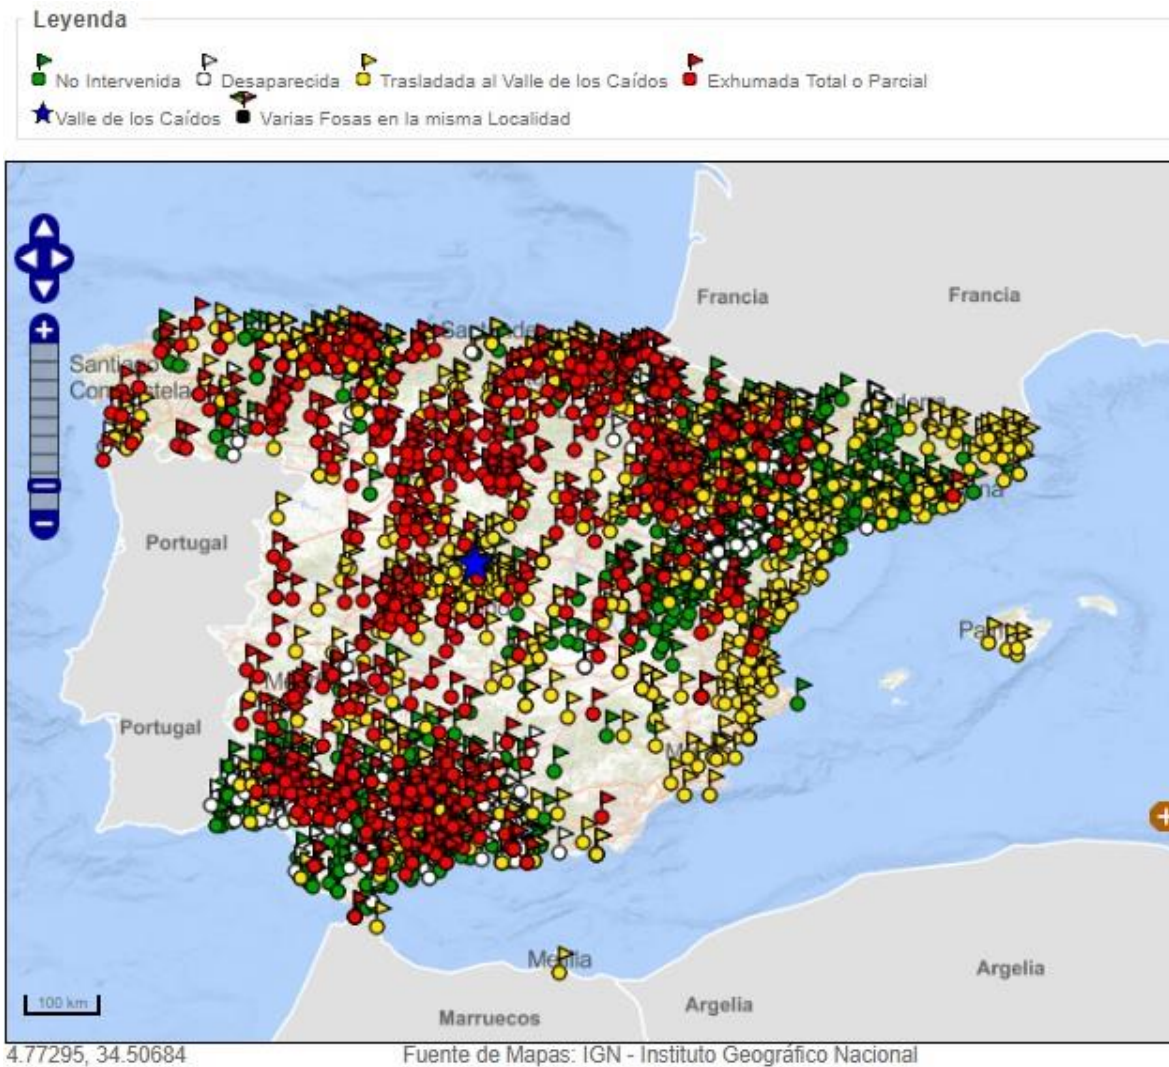 Leyenda
No Intervenida Desaparecida Trasladada al Valle de los Caídos Exhumada Total o Parcial
Valle de los Caídos Varias Fosas en la misma Localidad
Francia Francia
Santiago
Portugal
Portugal
Melilla
Argelia
Argelia
Marruecos
100 km
4.77295, 34.50684 Fuente de Mapas: IGN - Instituto Geográfico Nacional